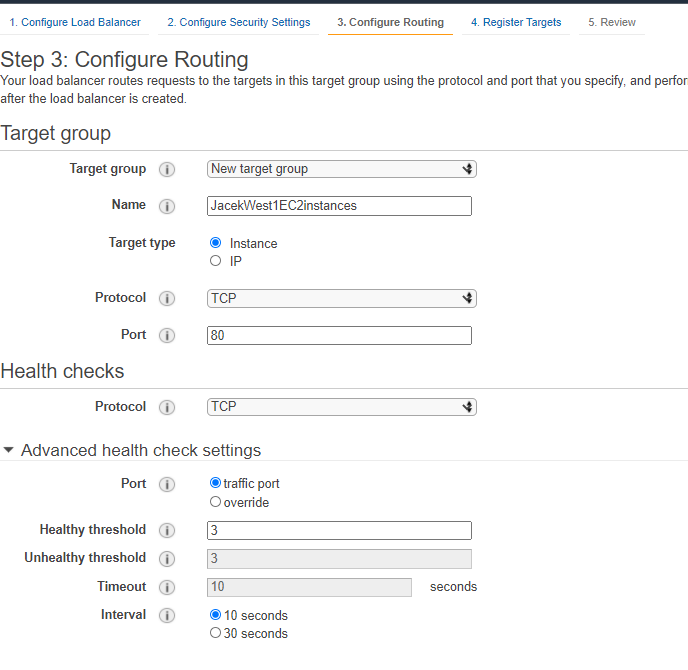 1. Configure Load Balancer 2. Configure Security Settings 3. Configure Routing 4. Register Targets 5. Review
Step 3: Configure Routing
Your load balancer routes requests to the targets in this target group using the protocol and port that you specify, and perfor
after the load balancer is created.
Target group
Target group i New target group
Name i JacekWest1EC2instances
Target type Instance
IP
Protocol i TCP
Port i 80
Health checks
Protocol i TCP
Advanced health check settings
Port i traffic port
override
Healthy threshold i 3
Unhealthy threshold i 3
Timeout i 10 seconds
Interval i 10 seconds
30 seconds